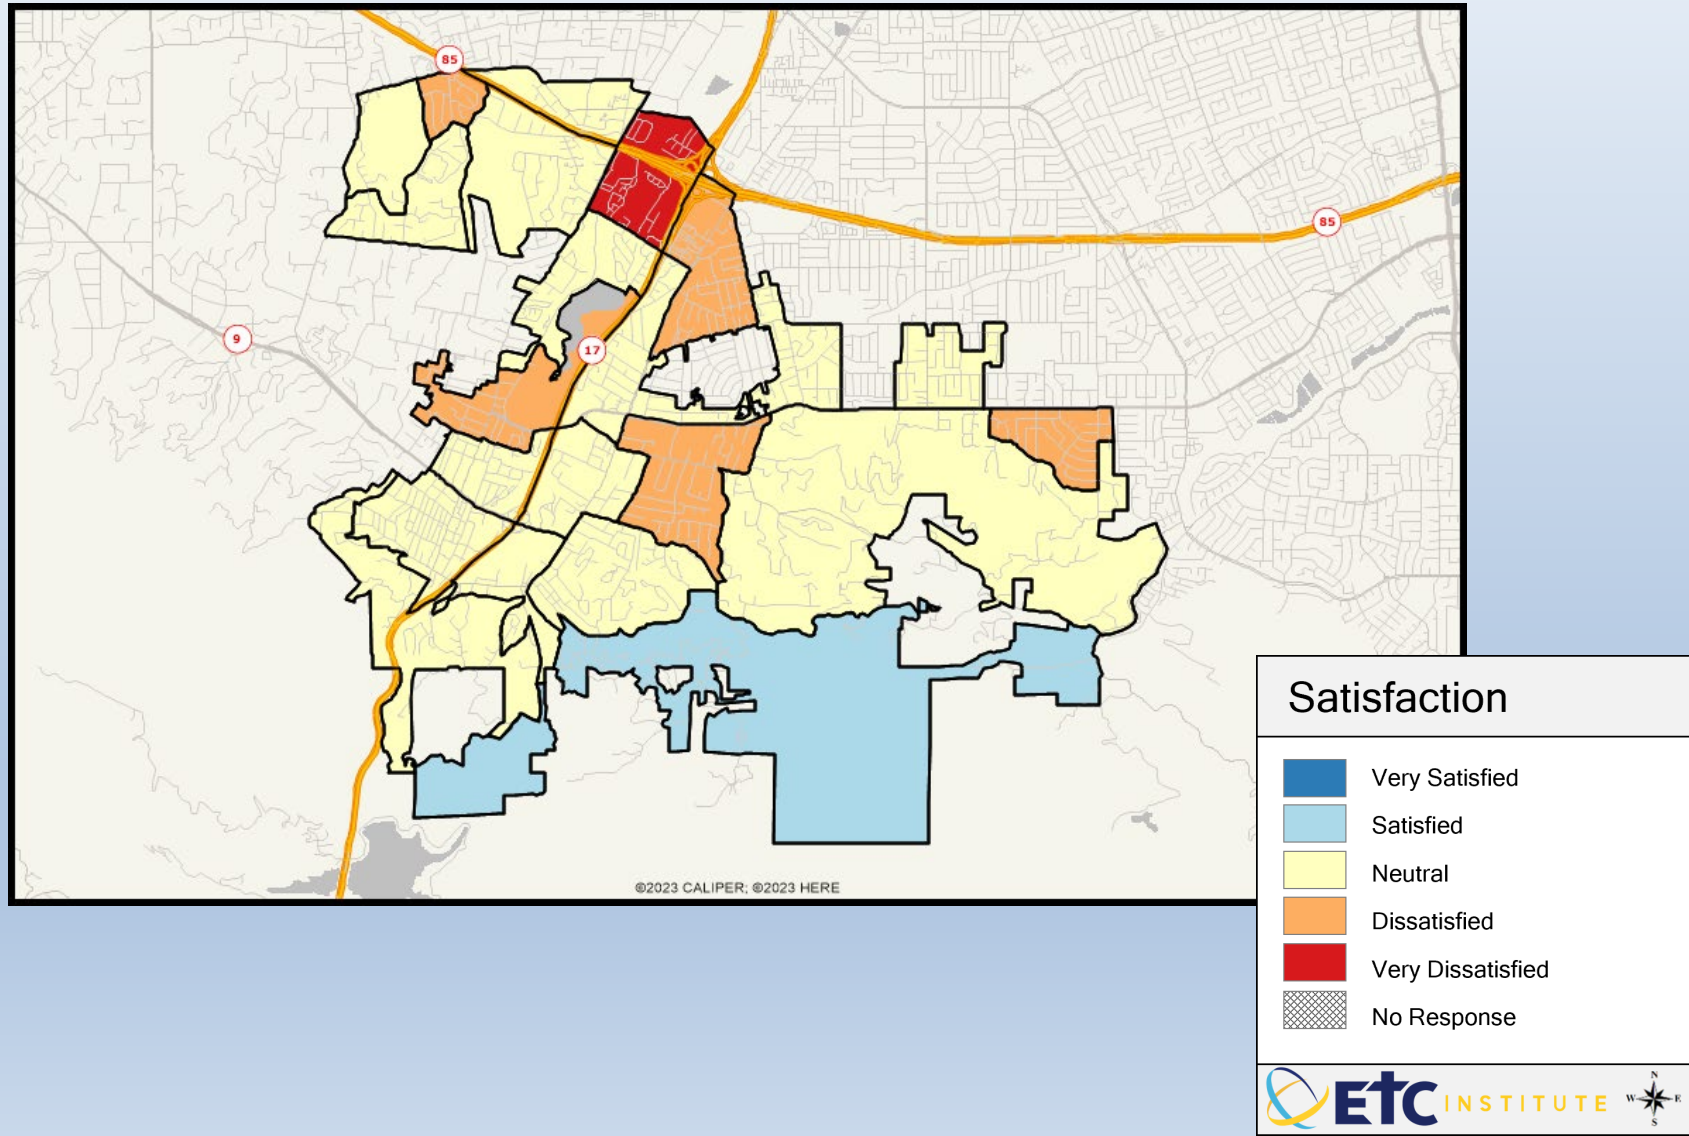 85
85
9
17
©2023 CALIPER; ©2023 HERE
Satisfaction
Very Satisfied
Satisfied
Neutral
Dissatisfied
Very Dissatisfied
No Response
ETC INSTITUTE
N
W E
S